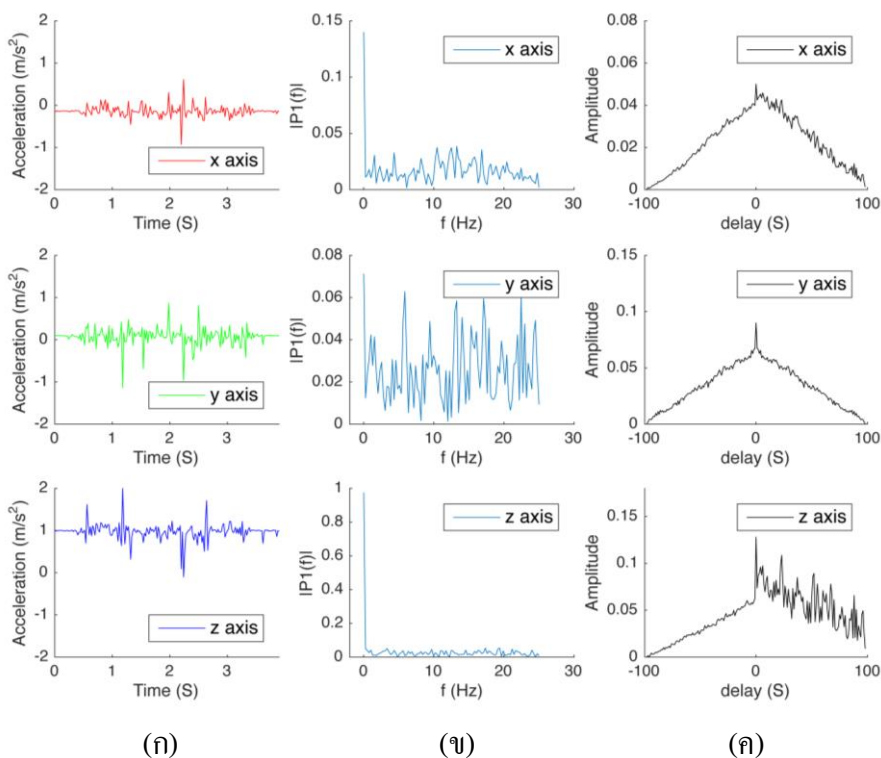 2
1
0
-1
-2
Acceleration (m/s²)
x axis
0 1 2 3
Time (S)
0.15
0.1
0.05
0
|P1(f)|
x axis
0 10 20 30
f (Hz)
0.08
0.06
0.04
0.02
0
Amplitude
x axis
-100 0 100
delay (S)
2
1
0
-1
-2
Acceleration (m/s²)
y axis
0 1 2 3
Time (S)
0.08
0.06
0.04
0.02
0
|P1(f)|
y axis
0 10 20 30
f (Hz)
0.15
0.1
0.05
0
Amplitude
y axis
-100 0 100
delay (S)
2
1
0
-1
-2
Acceleration (m/s²)
z axis
0 1 2 3
Time (S)
1
0.8
0.6
0.4
0.2
0
|P1(f)|
z axis
0 10 20 30
f (Hz)
0.15
0.1
0.05
0
Amplitude
z axis
-100 0 100
delay (S)
(ก) (ข) (ค)